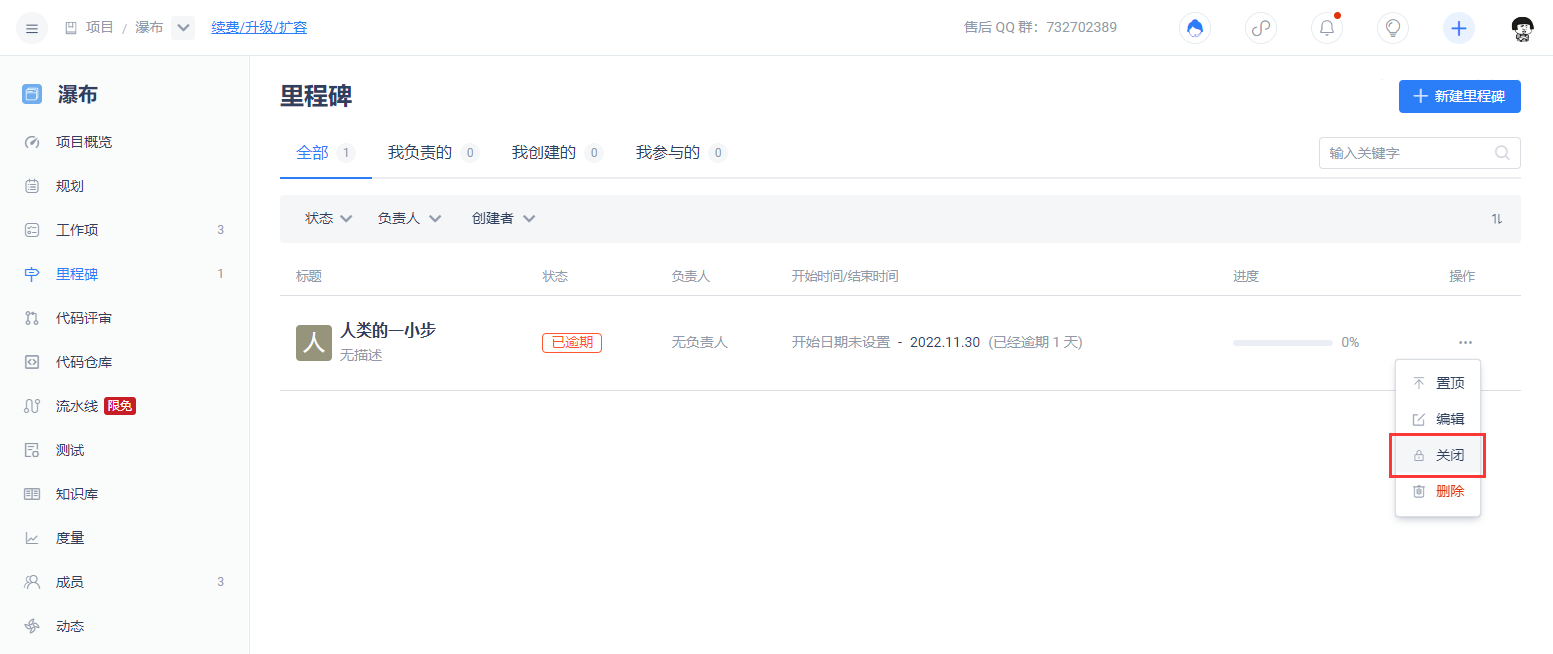 项目 / 瀑布 续费/升级/扩容 售后 QQ 群：732702389
瀑布
项目概览
规划
工作项 3
里程碑 1
代码评审
代码仓库
流水线 限免
测试
知识库
度量
成员 3
动态
里程碑
新建里程碑
全部 1 我负责的 0 我创建的 0 我参与的 0
输入关键字
状态 负责人 创建者
标题 状态 负责人 开始时间/结束时间 进度 操作
人
人类的一小步
无描述
已逾期 无负责人 开始日期未设置 - 2022.11.30 (已经逾期 1 天) 0% ···
置顶
编辑
关闭
删除